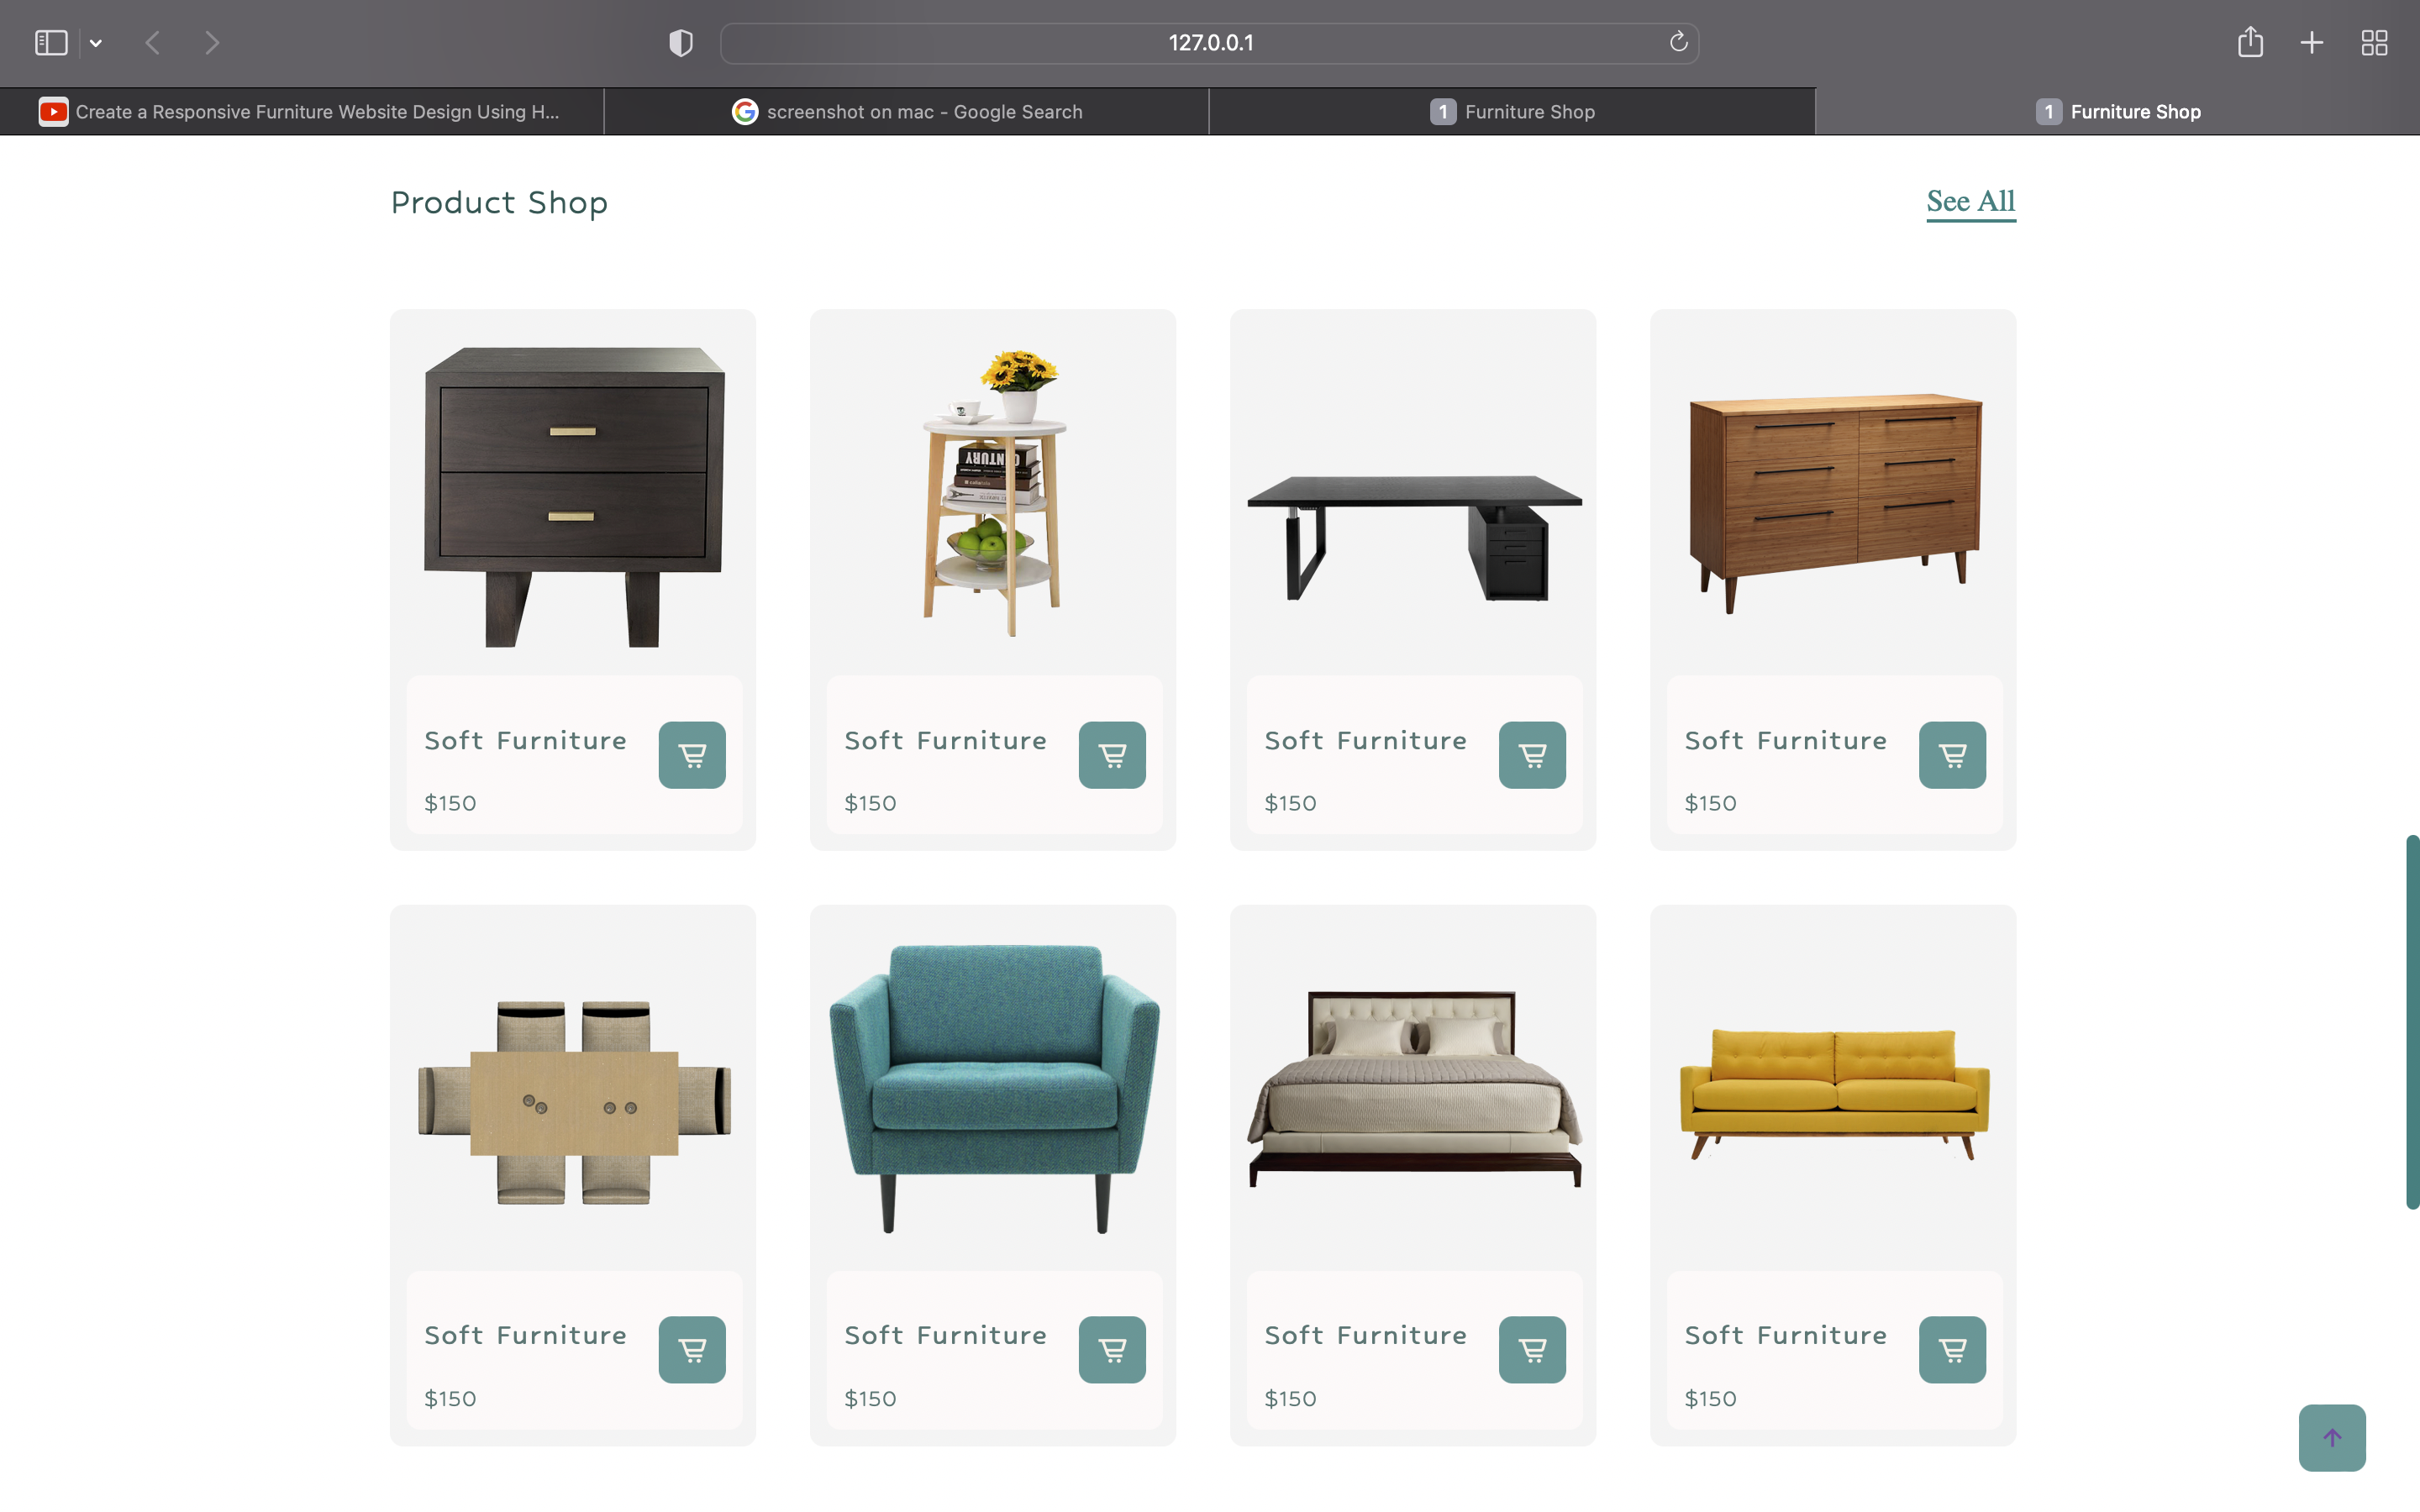 127.0.0.1
Create a Responsive Furniture Website Design Using H...
screenshot on mac - Google Search
1 Furniture Shop
1 Furniture Shop
Product Shop
See All
CENTURY
Soft Furniture
$150
Soft Furniture
$150
Soft Furniture
$150
Soft Furniture
$150
Soft Furniture
$150
Soft Furniture
$150
Soft Furniture
$150
Soft Furniture
$150